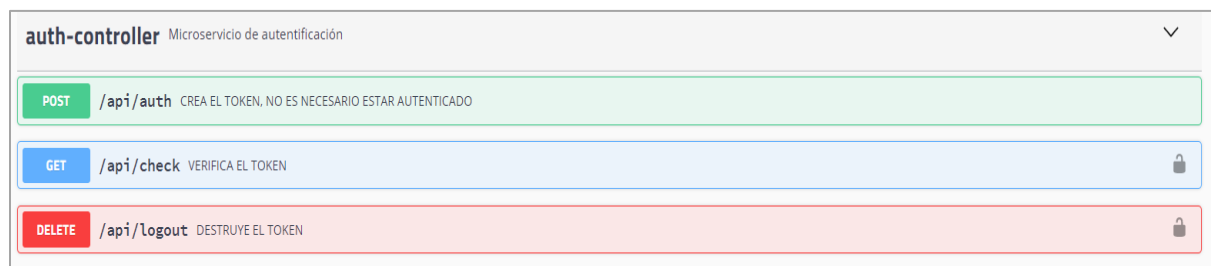 auth-controller Microservicio de autentificación
POST /api/auth CREA EL TOKEN, NO ES NECESARIO ESTAR AUTENTICADO
GET /api/check VERIFICA EL TOKEN
DELETE /api/logout DESTRUYE EL TOKEN